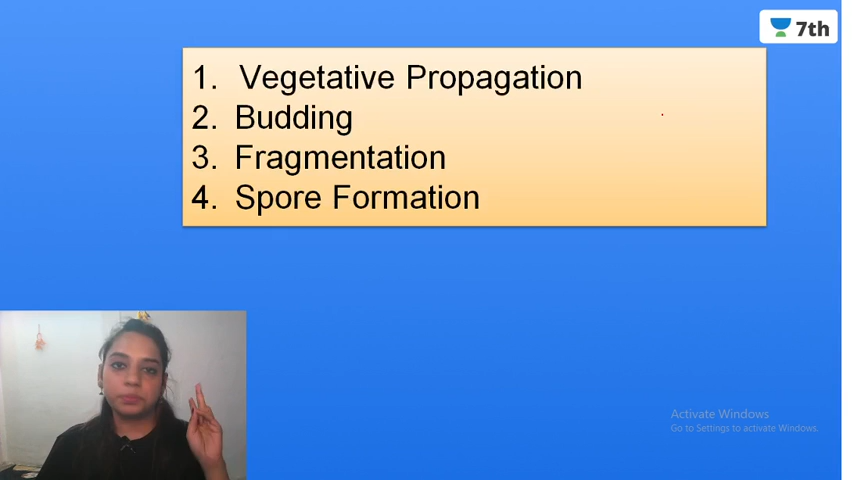 7th
1. Vegetative Propagation
2. Budding
3. Fragmentation
4. Spore Formation
Activate Windows
Go to Settings to activate Windows.